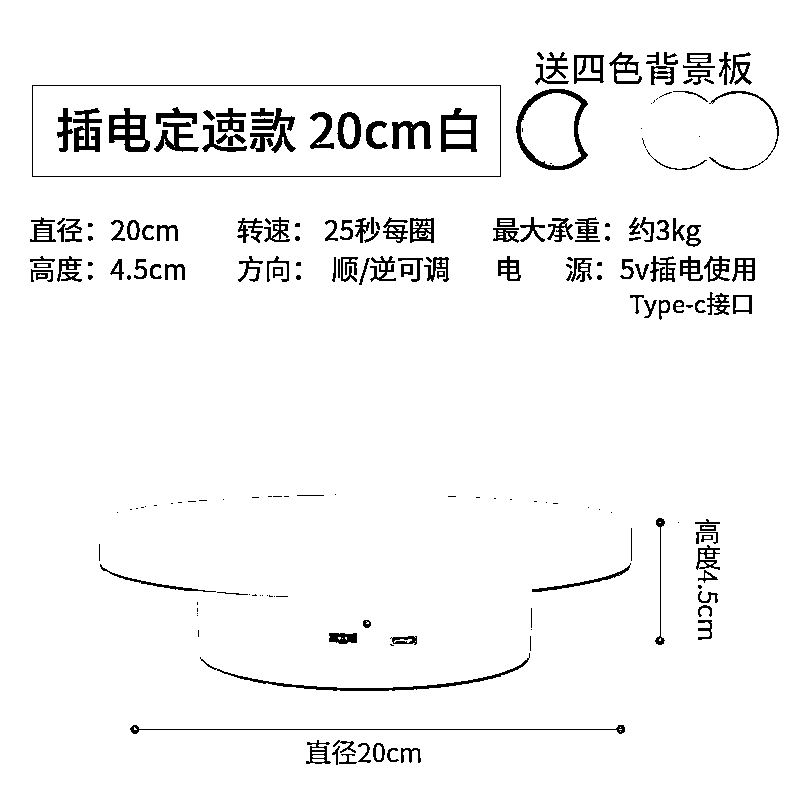 送四色背景板
插电定速款 20cm白
直径：20cm 转速： 25秒每圈 最大承重：约3kg
高度：4.5cm 方向： 顺/逆可调 电 源：5v插电使用
Type-c接口
高度4.5cm
直径20cm